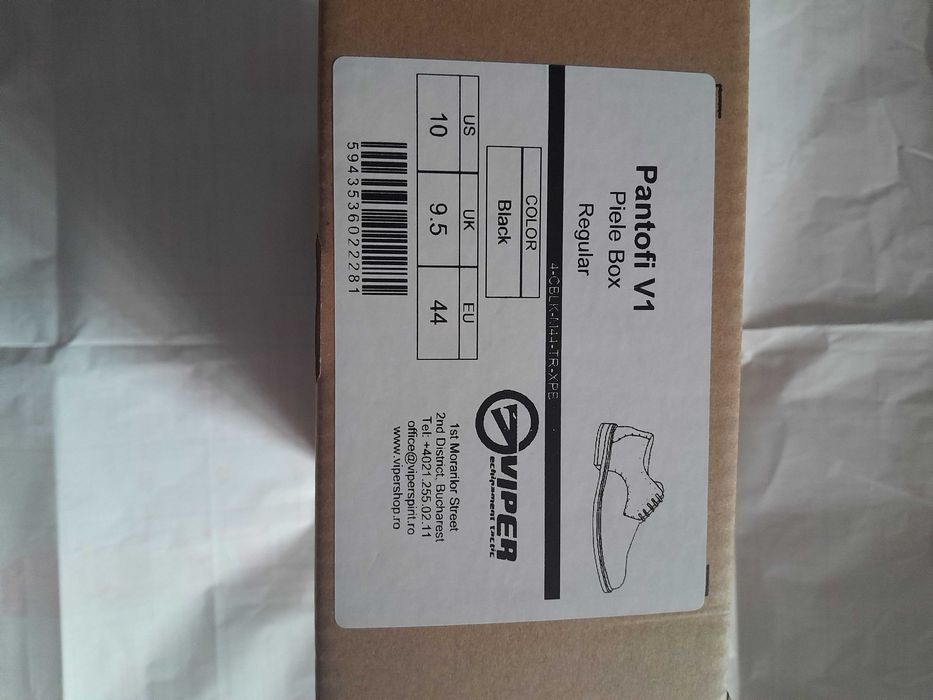 Pantofi V1
Piele Box
Regular
4-CBLK-M44-TR-XPB
COLOR
Black
US UK EU
10 9.5 44
5943536022281
VIPER
echipament tactic
1st Morarilor Street
2nd District, Bucharest
Tel: +4021.255.02.11
office@viperspirit.ro
www.vipershop.ro